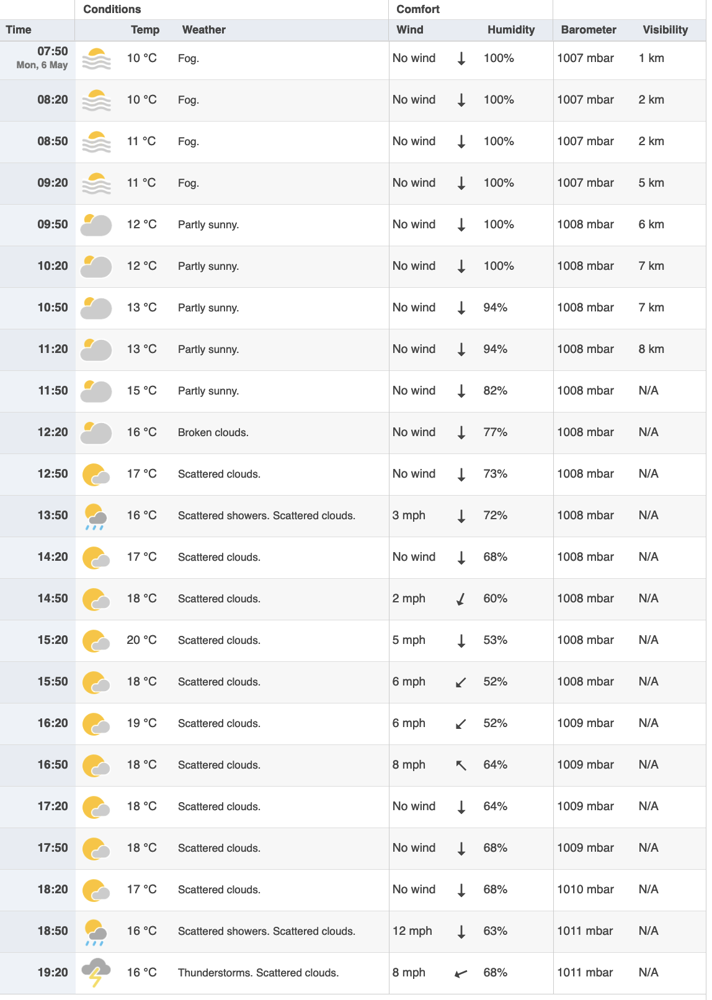 Conditions Comfort
Time Temp Weather Wind Humidity Barometer Visibility
07:50 10 °C Fog. No wind ↓ 100% 1007 mbar 1 km
Mon, 6 May
08:20 10 °C Fog. No wind ↓ 100% 1007 mbar 2 km
08:50 11 °C Fog. No wind ↓ 100% 1007 mbar 2 km
09:20 11 °C Fog. No wind ↓ 100% 1007 mbar 5 km
09:50 12 °C Partly sunny. No wind ↓ 100% 1008 mbar 6 km
10:20 12 °C Partly sunny. No wind ↓ 100% 1008 mbar 7 km
10:50 13 °C Partly sunny. No wind ↓ 94% 1008 mbar 7 km
11:20 13 °C Partly sunny. No wind ↓ 94% 1008 mbar 8 km
11:50 15 °C Partly sunny. No wind ↓ 82% 1008 mbar N/A
12:20 16 °C Broken clouds. No wind ↓ 77% 1008 mbar N/A
12:50 17 °C Scattered clouds. No wind ↓ 73% 1008 mbar N/A
13:50 16 °C Scattered showers. Scattered clouds. 3 mph ↓ 72% 1008 mbar N/A
14:20 17 °C Scattered clouds. No wind ↓ 68% 1008 mbar N/A
14:50 18 °C Scattered clouds. 2 mph ↓ 60% 1008 mbar N/A
15:20 20 °C Scattered clouds. 5 mph ↓ 53% 1008 mbar N/A
15:50 18 °C Scattered clouds. 6 mph ↙ 52% 1008 mbar N/A
16:20 19 °C Scattered clouds. 6 mph ↙ 52% 1009 mbar N/A
16:50 18 °C Scattered clouds. 8 mph ↖ 64% 1009 mbar N/A
17:20 18 °C Scattered clouds. No wind ↓ 64% 1009 mbar N/A
17:50 18 °C Scattered clouds. No wind ↓ 68% 1009 mbar N/A
18:20 17 °C Scattered clouds. No wind ↓ 68% 1010 mbar N/A
18:50 16 °C Scattered showers. Scattered clouds. 12 mph ↓ 63% 1011 mbar N/A
19:20 16 °C Thunderstorms. Scattered clouds. 8 mph ← 68% 1011 mbar N/A